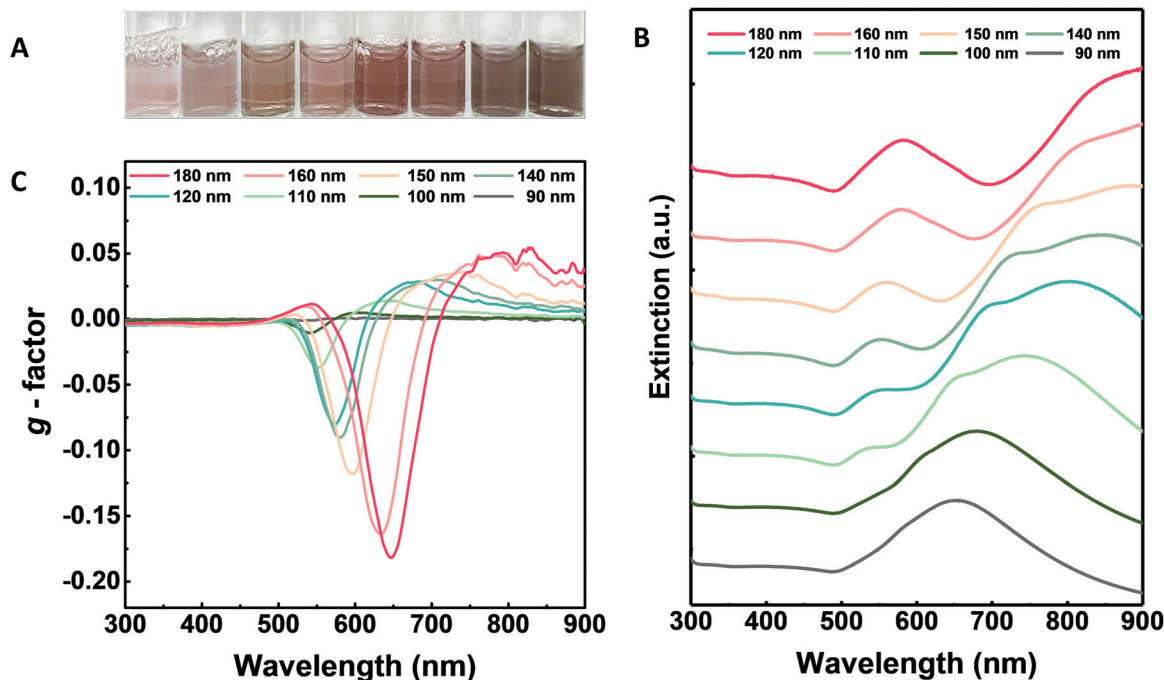 A
B
180 nm 160 nm 150 nm 140 nm
120 nm 110 nm 100 nm 90 nm
Extinction (a.u.)
300 400 500 600 700 800 900
Wavelength (nm)
C
180 nm 160 nm 150 nm 140 nm
120 nm 110 nm 100 nm 90 nm
0.10
0.05
0.00
-0.05
-0.10
-0.15
-0.20
g - factor
300 400 500 600 700 800 900
Wavelength (nm)